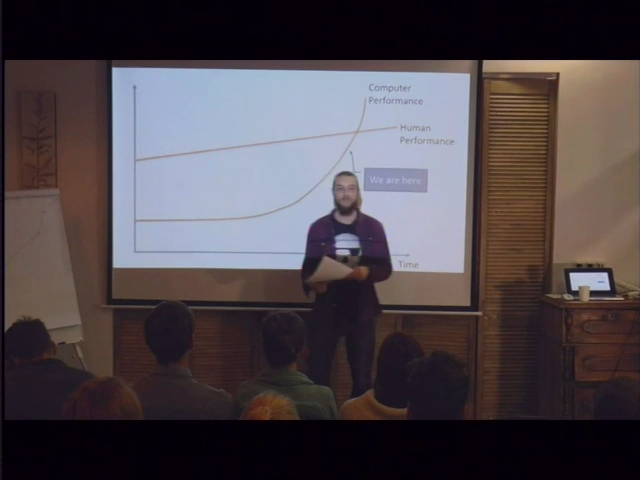 Computer
Performance
Human
Performance
We are here
Time